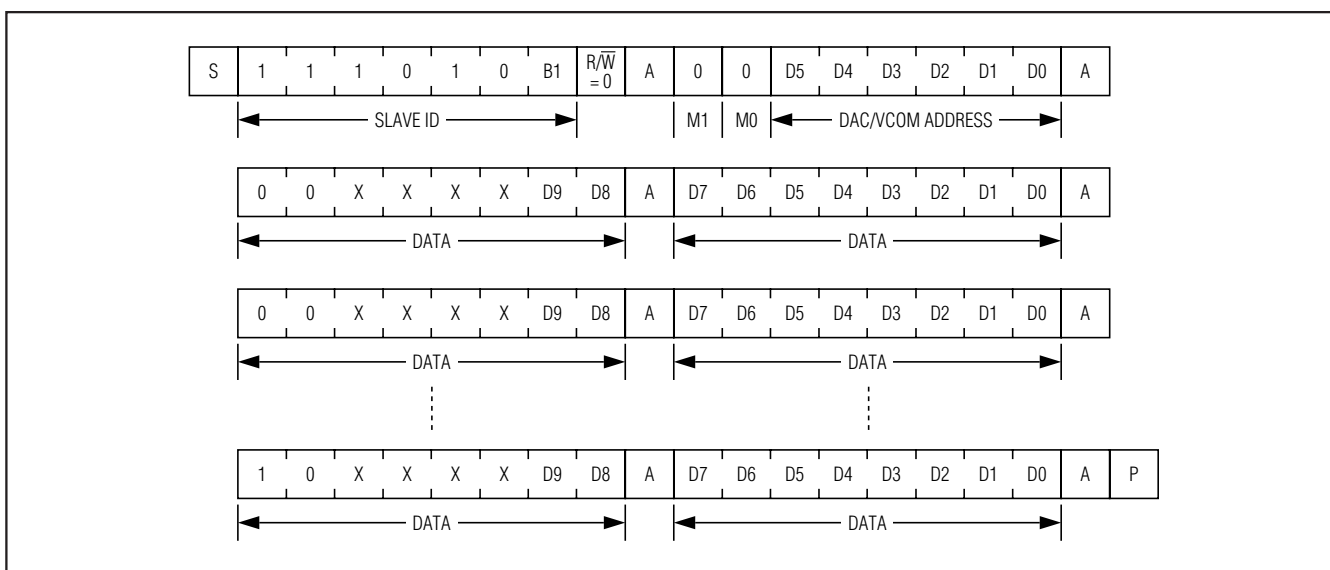 S 1 1 1 0 1 0 B1 R/W̅ = 0 A 0 0 D5 D4 D3 D2 D1 D0 A
SLAVE ID M1 M0 DAC/VCOM ADDRESS
0 0 X X X X D9 D8 A D7 D6 D5 D4 D3 D2 D1 D0 A
DATA DATA
0 0 X X X X D9 D8 A D7 D6 D5 D4 D3 D2 D1 D0 A
DATA DATA
1 0 X X X X D9 D8 A D7 D6 D5 D4 D3 D2 D1 D0 A P
DATA DATA